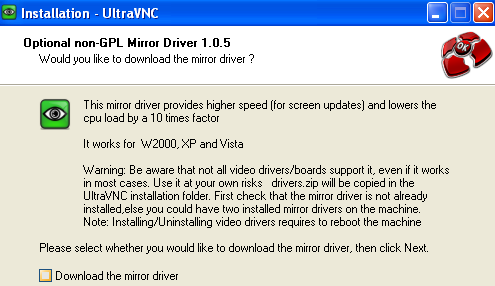 Installation - UltraVNC
Optional non-GPL Mirror Driver 1.0.5
Would you like to download the mirror driver ?
OK
This mirror driver provides higher speed (for screen updates) and lowers the
cpu load by a 10 times factor
It works for W2000, XP and Vista
Warning: Be aware that not all video drivers/boards support it, even if it works
in most cases. Use it at your own risks drivers.zip will be copied in the
UltraVNC installation folder. First check that the mirror driver is not already
installed,else you could have two installed mirror drivers on the machine.
Note: Installing/Uninstalling video drivers requires to reboot the machine
Please select whether you would like to download the mirror driver, then click Next.
Download the mirror driver